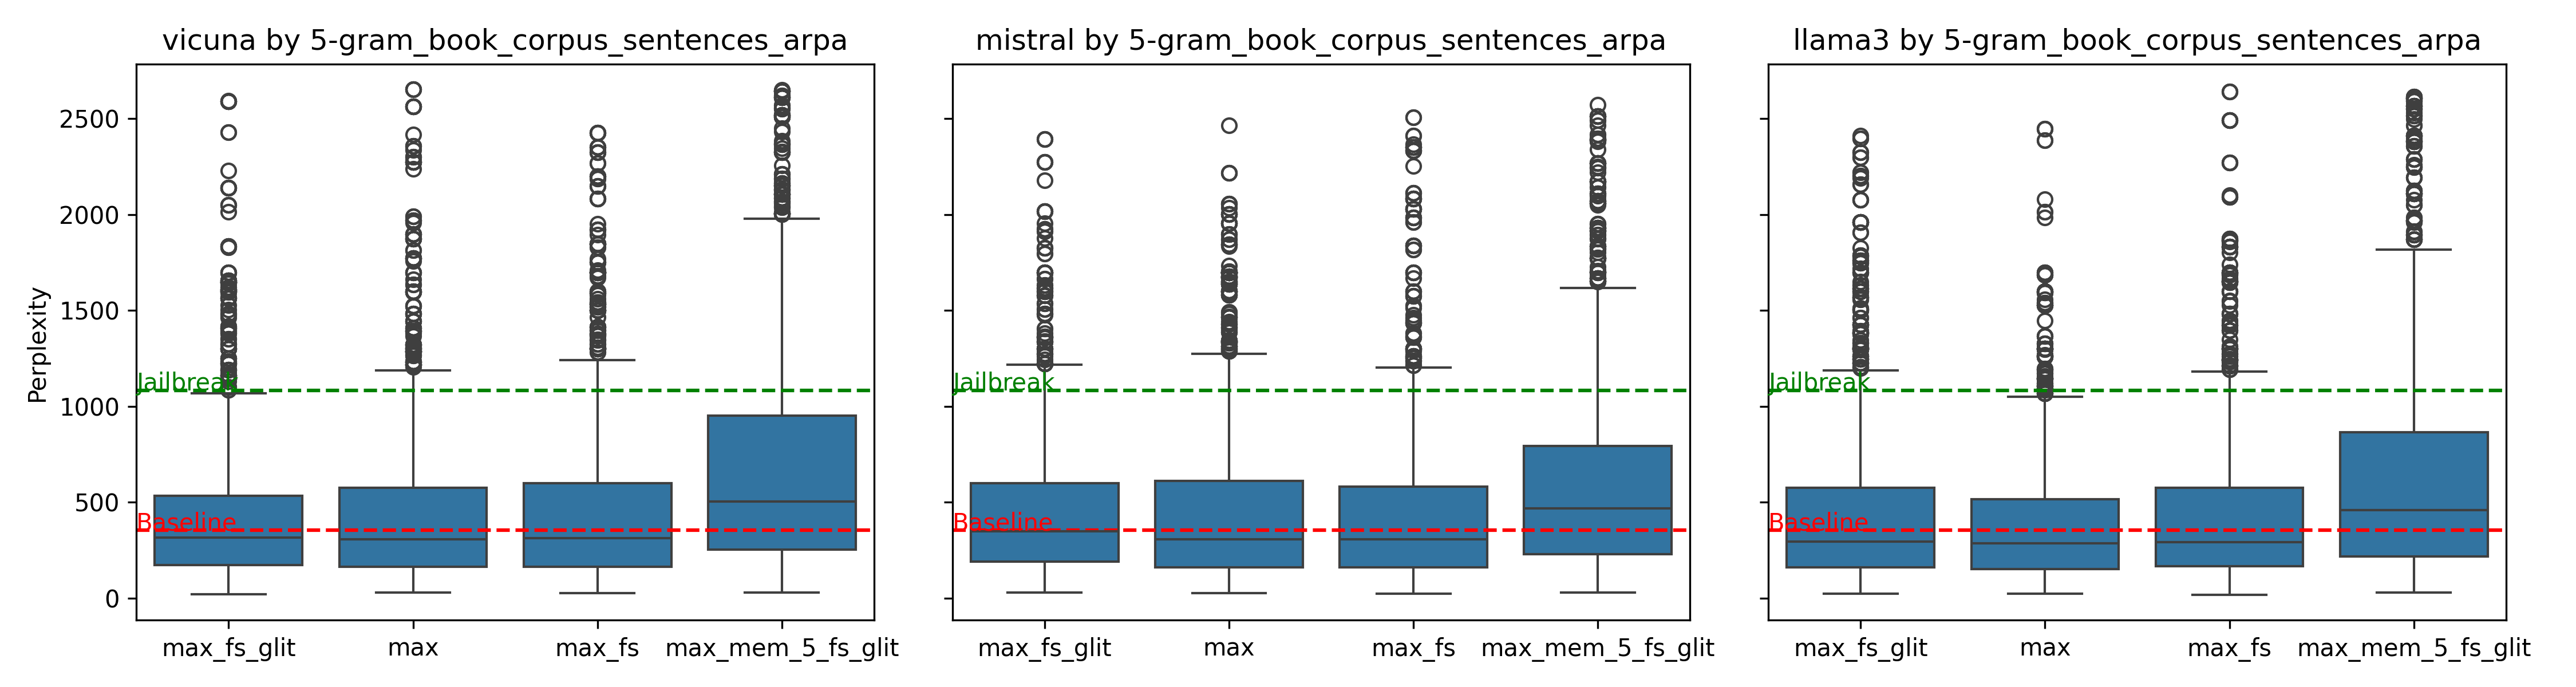 vicuna by 5-gram_book_corpus_sentences_arpa
mistral by 5-gram_book_corpus_sentences_arpa
llama3 by 5-gram_book_corpus_sentences_arpa
Perplexity
2500
2000
1500
1000
500
0
Jailbreak
Baseline
Jailbreak
Baseline
Jailbreak
Baseline
max_fs_glit
max
max_fs
max_mem_5_fs_glit
max_fs_glit
max
max_fs
max_mem_5_fs_glit
max_fs_glit
max
max_fs
max_mem_5_fs_glit